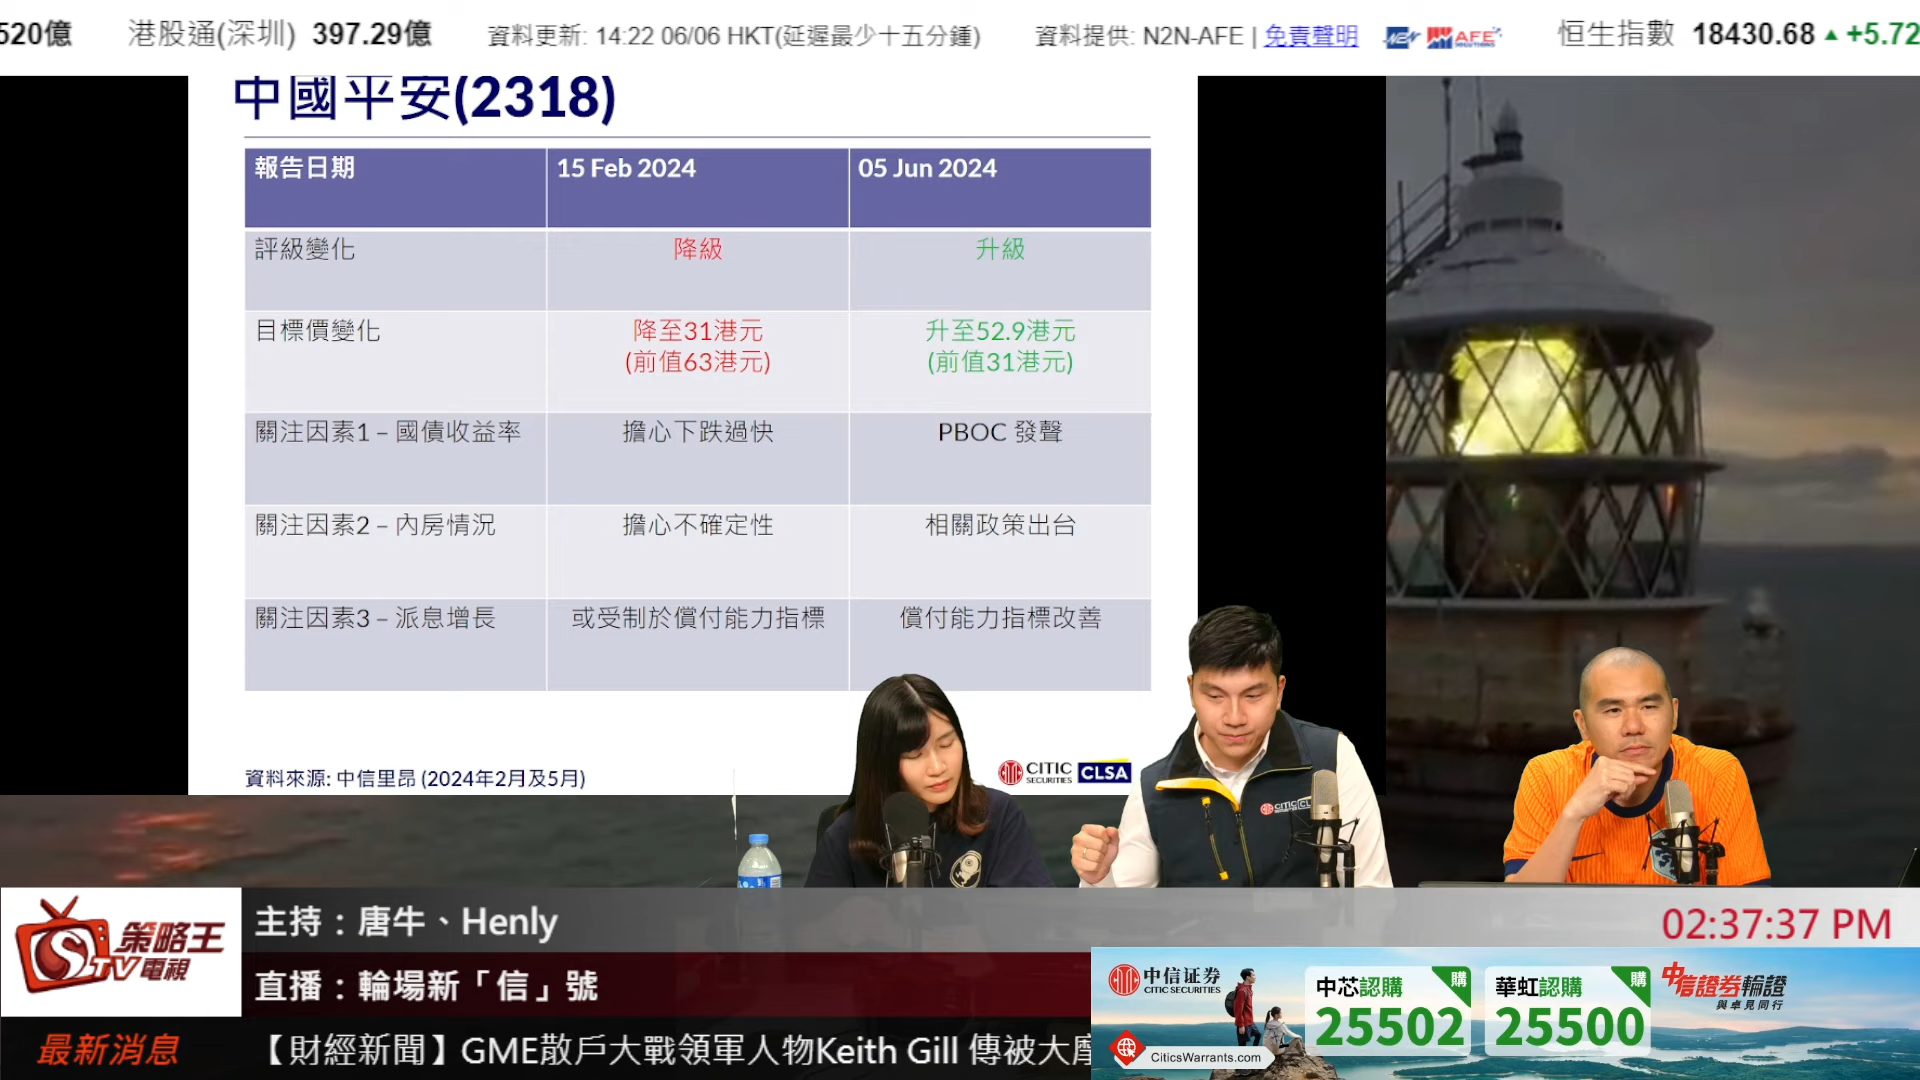 520億 港股通(深圳) 397.29億 資料更新: 14:22 06/06 HKT(延遲最少十五分鐘) 資料提供: N2N-AFE | 免責聲明 AFE SOLUTIONS 恒生指數 18430.68 ▲ +5.72
中國平安(2318)
報告日期 15 Feb 2024 05 Jun 2024
評級變化 降級 升級
目標價變化 降至31港元 升至52.9港元
(前值63港元) (前值31港元)
關注因素1 – 國債收益率 擔心下跌過快 PBOC 發聲
關注因素2 – 內房情況 擔心不確定性 相關政策出台
關注因素3 – 派息增長 或受制於償付能力指標 償付能力指標改善
資料來源: 中信里昂 (2024年2月及5月)
CITIC SECURITIES CLSA
策略王
TV電視
主持：唐牛、Henly
02:37:37 PM
直播：輪場新「信」號
中信证券
CITIC SECURITIES
中芯認購 購
25502
華虹認購 購
25500
中信證券輪證
與卓見同行
CiticsWarrants.com
最新消息
【財經新聞】GME散戶大戰領軍人物Keith Gill 傳被大摩